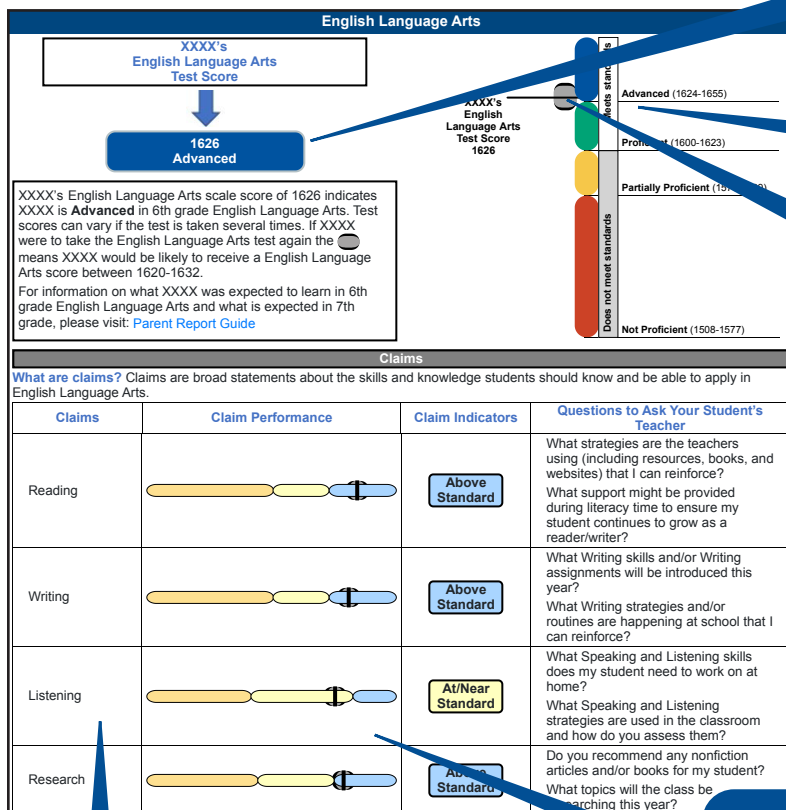 English Language Arts
XXXX's
English Language Arts
Test Score
1626
Advanced
XXXX's
English
Language Arts
Test Score
1626
Meets standards
Advanced (1624-1655)
Proficient (1600-1623)
Partially Proficient
Does not meet standards
Not Proficient (1508-1577)
XXXX's English Language Arts scale score of 1626 indicates
XXXX is Advanced in 6th grade English Language Arts. Test
scores can vary if the test is taken several times. If XXXX
were to take the English Language Arts test again the
means XXXX would be likely to receive a English Language
Arts score between 1620-1632.
For information on what XXXX was expected to learn in 6th
grade English Language Arts and what is expected in 7th
grade, please visit: Parent Report Guide
Claims
What are claims? Claims are broad statements about the skills and knowledge students should know and be able to apply in
English Language Arts.
Claims
Claim Performance
Claim Indicators
Questions to Ask Your Student's
Teacher
Reading
Above
Standard
What strategies are the teachers
using (including resources, books, and
websites) that I can reinforce?
What support might be provided
during literacy time to ensure my
student continues to grow as a
reader/writer?
Writing
Above
Standard
What Writing skills and/or Writing
assignments will be introduced this
year?
What Writing strategies and/or
routines are happening at school that I
can reinforce?
Listening
At/Near
Standard
What Speaking and Listening skills
does my student need to work on at
home?
What Speaking and Listening
strategies are used in the classroom
and how do you assess them?
Research
Above
Standard
Do you recommend any nonfiction
articles and/or books for my student?
What topics will the class be
researching this year?